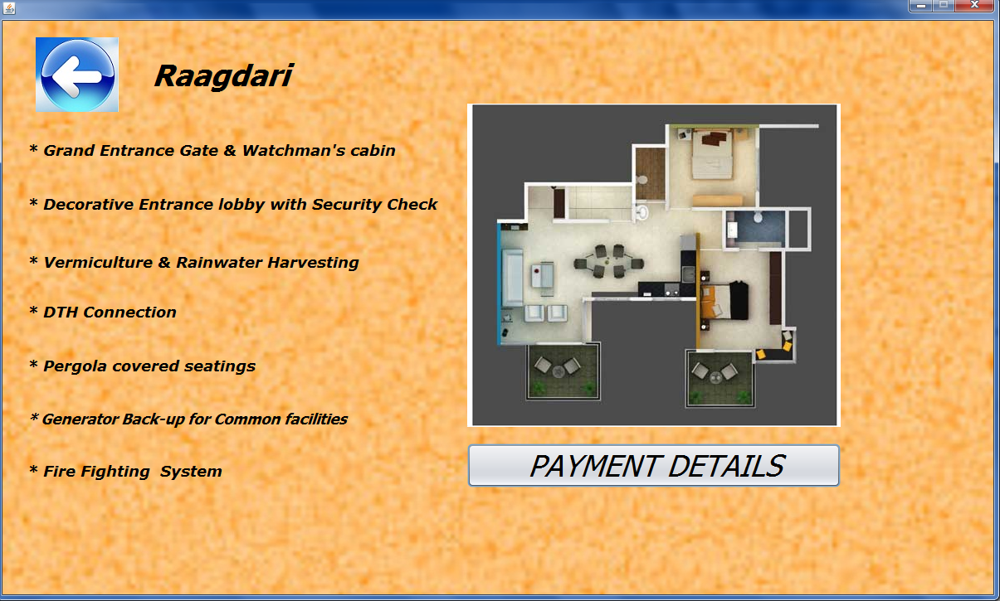 Raagdari
* Grand Entrance Gate & Watchman's cabin
* Decorative Entrance lobby with Security Check
* Vermiculture & Rainwater Harvesting
* DTH Connection
* Pergola covered seatings
* Generator Back-up for Common facilities
* Fire Fighting  System
PAYMENT DETAILS